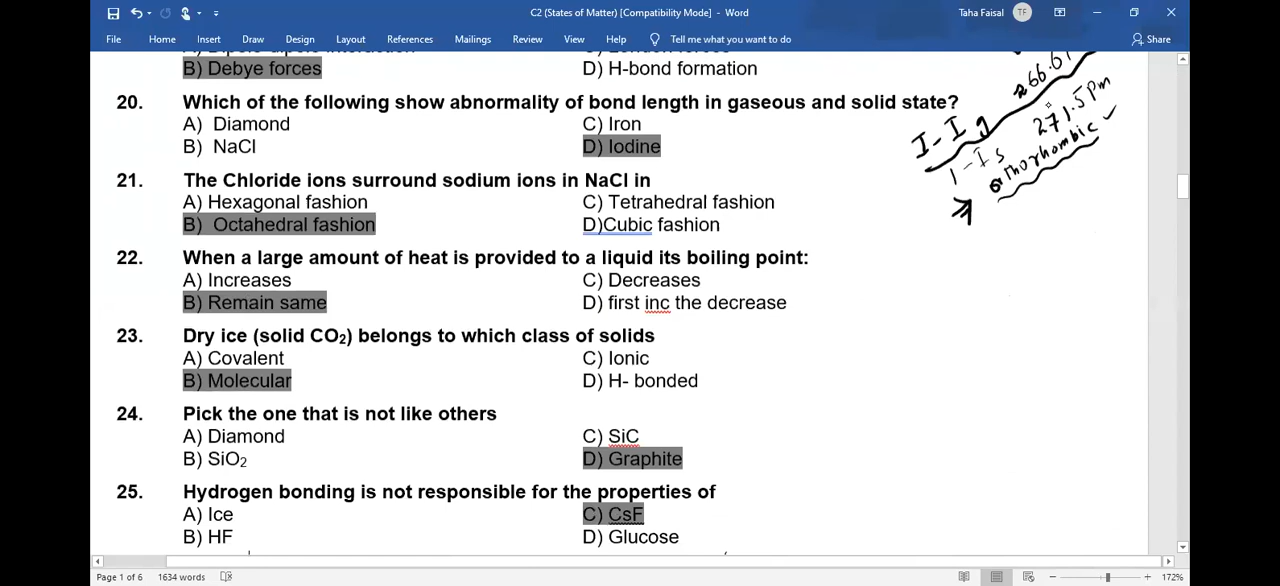 C2 (States of Matter) [Compatibility Mode] - Word
Taha Faisal TF
File Home Insert Draw Design Layout References Mailings Review View Help Tell me what you want to do Share
A) Dipole-dipole interaction C) London forces
B) Debye forces D) H-bond formation
20. Which of the following show abnormality of bond length in gaseous and solid state?
A) Diamond C) Iron
B) NaCl D) Iodine
I-I g 266.6
I-I s 271.5 Pm
orthorhombic
21. The Chloride ions surround sodium ions in NaCl in
A) Hexagonal fashion C) Tetrahedral fashion
B) Octahedral fashion D)Cubic fashion
22. When a large amount of heat is provided to a liquid its boiling point:
A) Increases C) Decreases
B) Remain same D) first inc the decrease
23. Dry ice (solid CO2) belongs to which class of solids
A) Covalent C) Ionic
B) Molecular D) H- bonded
24. Pick the one that is not like others
A) Diamond C) SiC
B) SiO2 D) Graphite
25. Hydrogen bonding is not responsible for the properties of
A) Ice C) CsF
B) HF D) Glucose
Page 1 of 6 1634 words 172%